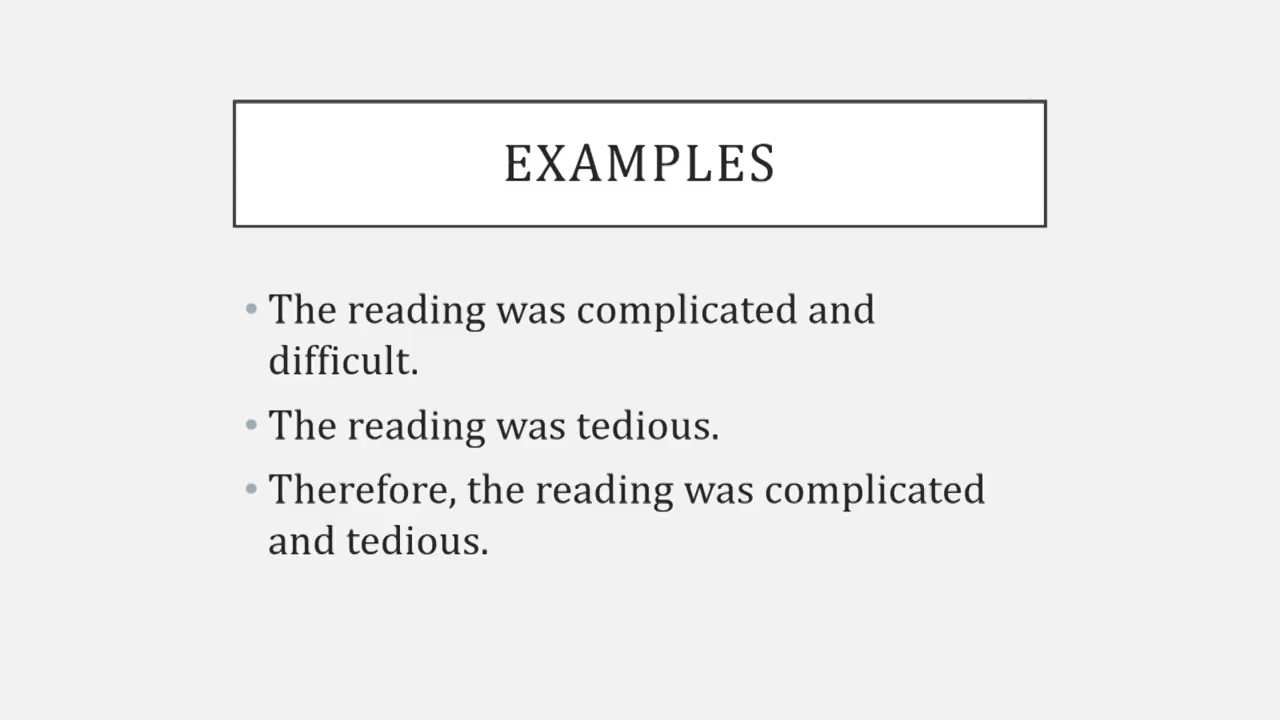 EXAMPLES
• The reading was complicated and
difficult.
• The reading was tedious.
• Therefore, the reading was complicated
and tedious.